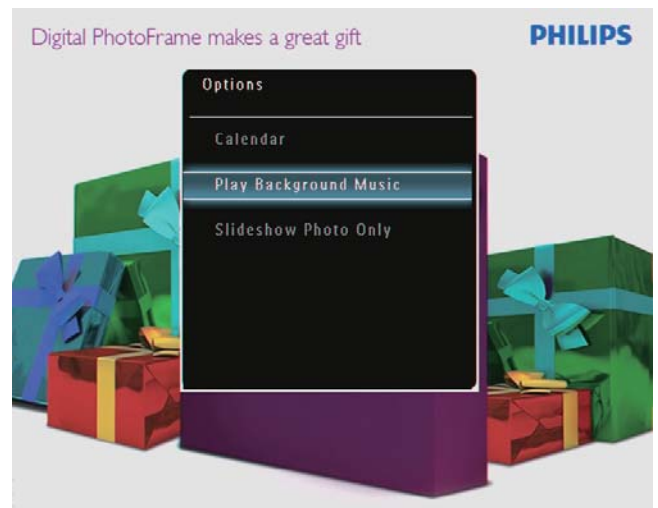 Digital PhotoFrame makes a great gift
PHILIPS
Options
Calendar
Play Background Music
Slideshow Photo Only